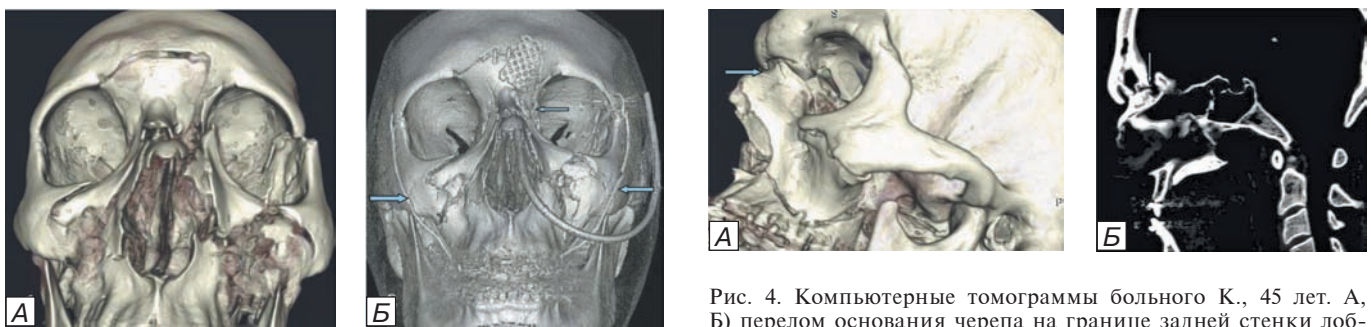 А
Б
А
Б
Рис. 4. Компьютерные томограммы больного К., 45 лет. А,
Б) перелом основания черепа на границе задней стенки лоб-